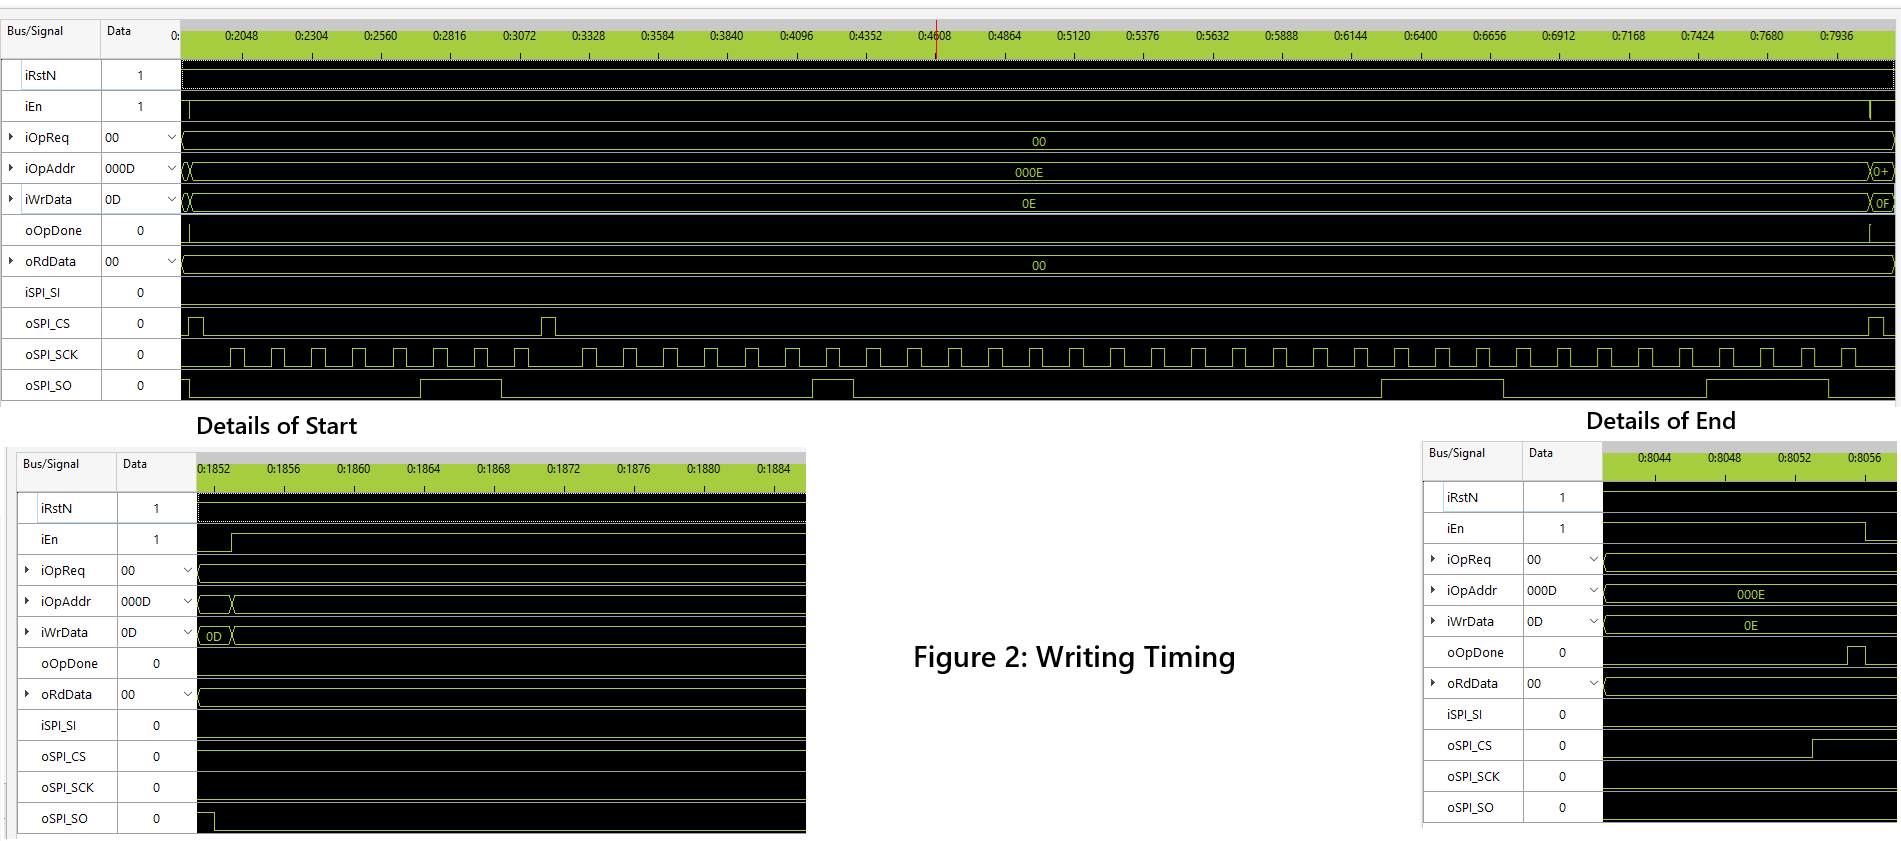 Bus/Signal Data 0: 0:2048 0:2304 0:2560 0:2816 0:3072 0:3328 0:3584 0:3840 0:4096 0:4352 0:4608 0:4864 0:5120 0:5376 0:5632 0:5888 0:6144 0:6400 0:6656 0:6912 0:7168 0:7424 0:7680 0:7936
iRstN 1
iEn 1
iOpReq 00 00
iOpAddr 000D 000E 0+
iWrData 0D 0E 0F
oOpDone 0
oRdData 00 00
iSPI_SI 0
oSPI_CS 0
oSPI_SCK 0
oSPI_SO 0
Details of Start
Bus/Signal Data 0:1852 0:1856 0:1860 0:1864 0:1868 0:1872 0:1876 0:1880 0:1884
iRstN 1
iEn 1
iOpReq 00
iOpAddr 000D
iWrData 0D 0D
oOpDone 0
oRdData 00
iSPI_SI 0
oSPI_CS 0
oSPI_SCK 0
oSPI_SO 0
Figure 2: Writing Timing
Details of End
Bus/Signal Data 0:8044 0:8048 0:8052 0:8056
iRstN 1
iEn 1
iOpReq 00
iOpAddr 000D 000E
iWrData 0D 0E
oOpDone 0
oRdData 00
iSPI_SI 0
oSPI_CS 0
oSPI_SCK 0
oSPI_SO 0